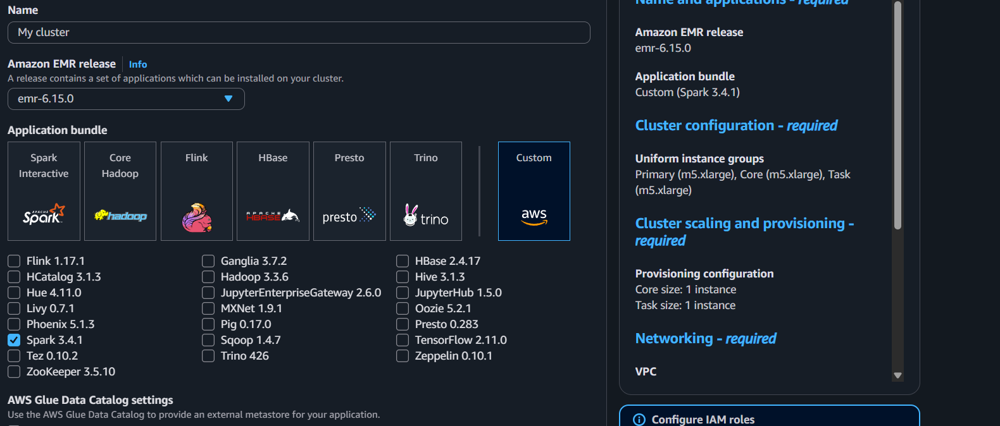 Name
My cluster
Amazon EMR release Info
A release contains a set of applications which can be installed on your cluster.
emr-6.15.0
Application bundle
Spark
Interactive
APACHE
Spark
Core
Hadoop
hadoop
Flink
HBase
APACHE
HBASE
Presto
presto
Trino
trino
Custom
aws
Flink 1.17.1
Ganglia 3.7.2
HBase 2.4.17
HCatalog 3.1.3
Hadoop 3.3.6
Hive 3.1.3
Hue 4.11.0
JupyterEnterpriseGateway 2.6.0
JupyterHub 1.5.0
Livy 0.7.1
MXNet 1.9.1
Oozie 5.2.1
Phoenix 5.1.3
Pig 0.17.0
Presto 0.283
Spark 3.4.1
Sqoop 1.4.7
TensorFlow 2.11.0
Tez 0.10.2
Trino 426
Zeppelin 0.10.1
ZooKeeper 3.5.10
AWS Glue Data Catalog settings
Use the AWS Glue Data Catalog to provide an external metastore for your application.
Name and applications - required
Amazon EMR release
emr-6.15.0
Application bundle
Custom (Spark 3.4.1)
Cluster configuration - required
Uniform instance groups
Primary (m5.xlarge), Core (m5.xlarge), Task
(m5.xlarge)
Cluster scaling and provisioning -
required
Provisioning configuration
Core size: 1 instance
Task size: 1 instance
Networking - required
VPC
Configure IAM roles